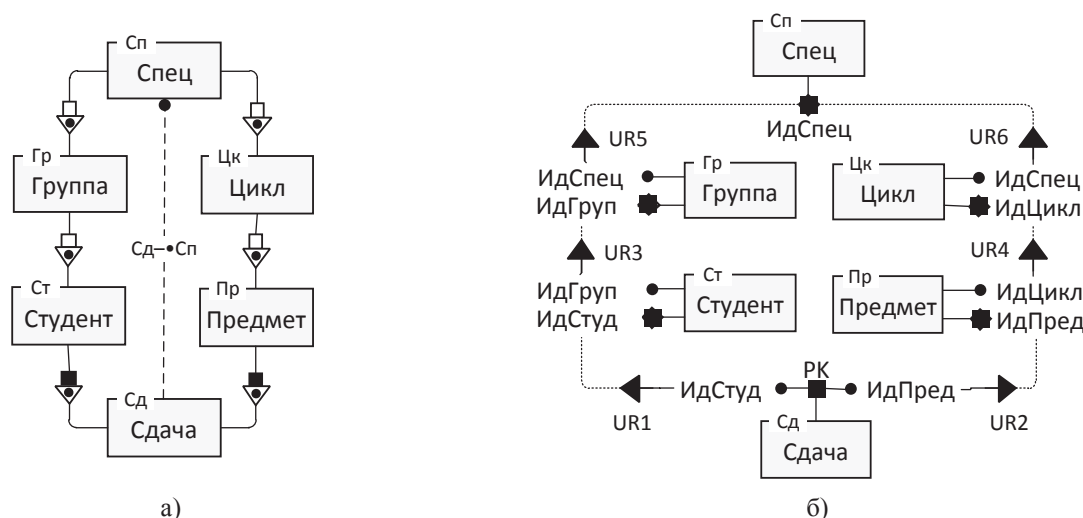 Сп
Спец
Гр
Группа
Цк
Цикл
Сд–•Сп
Ст
Студент
Пр
Предмет
Сд
Сдача
а)
Сп
Спец
ИдСпец
UR5
UR6
ИдСпец
ИдГруп
Гр
Группа
Цк
Цикл
ИдСпец
ИдЦикл
UR3
UR4
ИдГруп
ИдСтуд
Ст
Студент
Пр
Предмет
ИдЦикл
ИдПред
PK
ИдСтуд
ИдПред
UR1
UR2
Сд
Сдача
б)